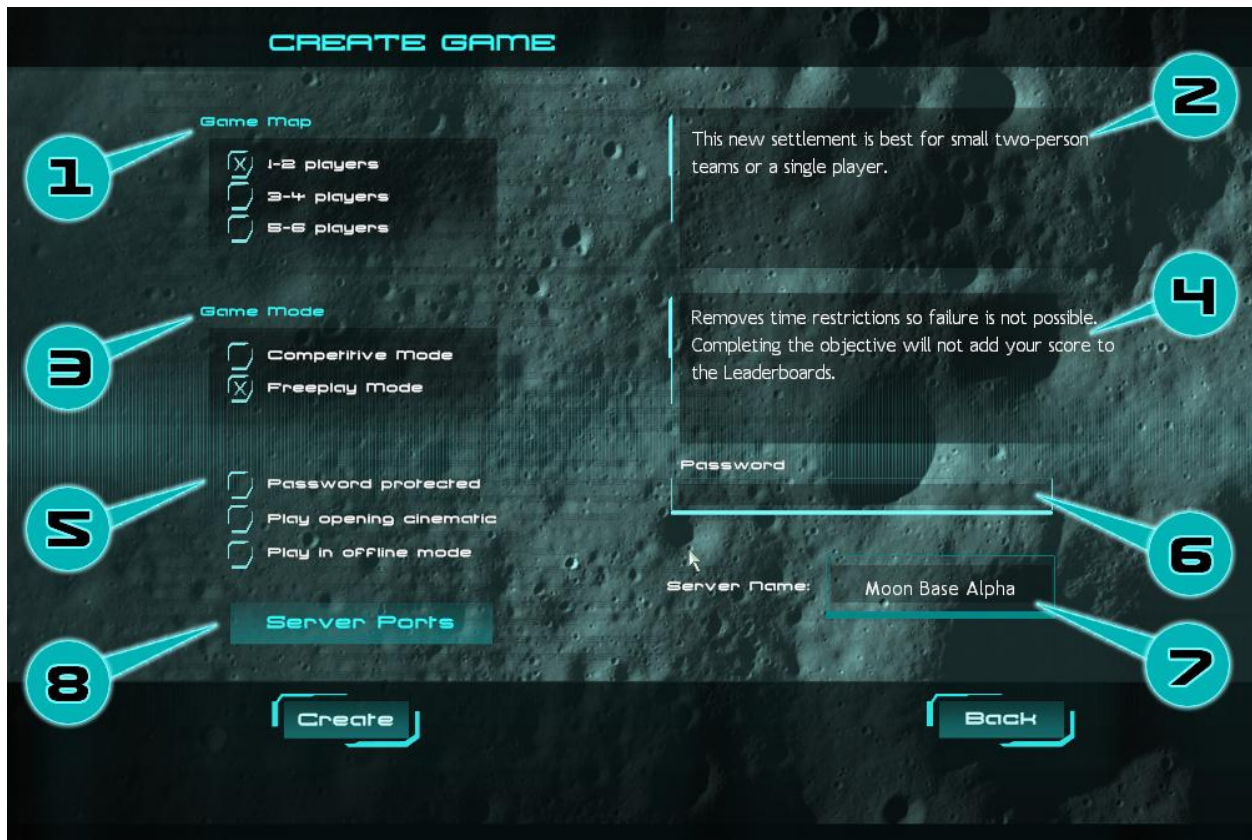 CREATE GAME
2
Game Map
1
1-2 players
3-4 players
5-6 players
This new settlement is best for small two-person
teams or a single player.
4
Game Mode
3
Competitive Mode
Freeplay Mode
Removes time restrictions so failure is not possible.
Completing the objective will not add your score to
the Leaderboards.
5
Password protected
Play opening cinematic
Play in offline mode
Password
6
Server Name:
Moon Base Alpha
7
Server Ports
8
Create
Back